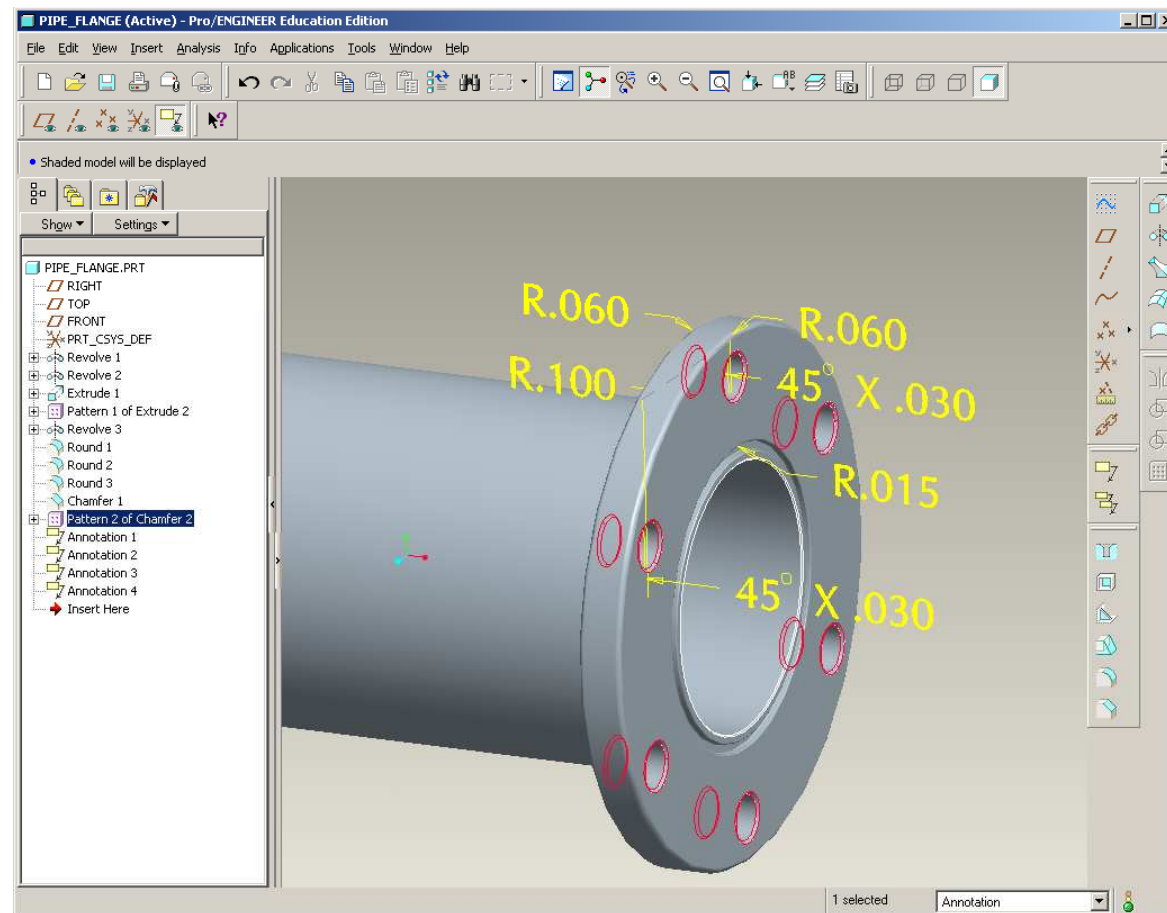 PIPE_FLANGE (Active) - Pro/ENGINEER Education Edition
File Edit View Insert Analysis Info Applications Tools Window Help
AB
• Shaded model will be displayed
Show Settings
PIPE_FLANGE.PRT
RIGHT
TOP
FRONT
PRT_CSYS_DEF
Revolve 1
Revolve 2
Extrude 1
Pattern 1 of Extrude 2
Revolve 3
Round 1
Round 2
Round 3
Chamfer 1
Pattern 2 of Chamfer 2
Annotation 1
Annotation 2
Annotation 3
Annotation 4
Insert Here
R.060
R.060
R.100
45° X .030
R.015
45° X .030
1 selected
Annotation